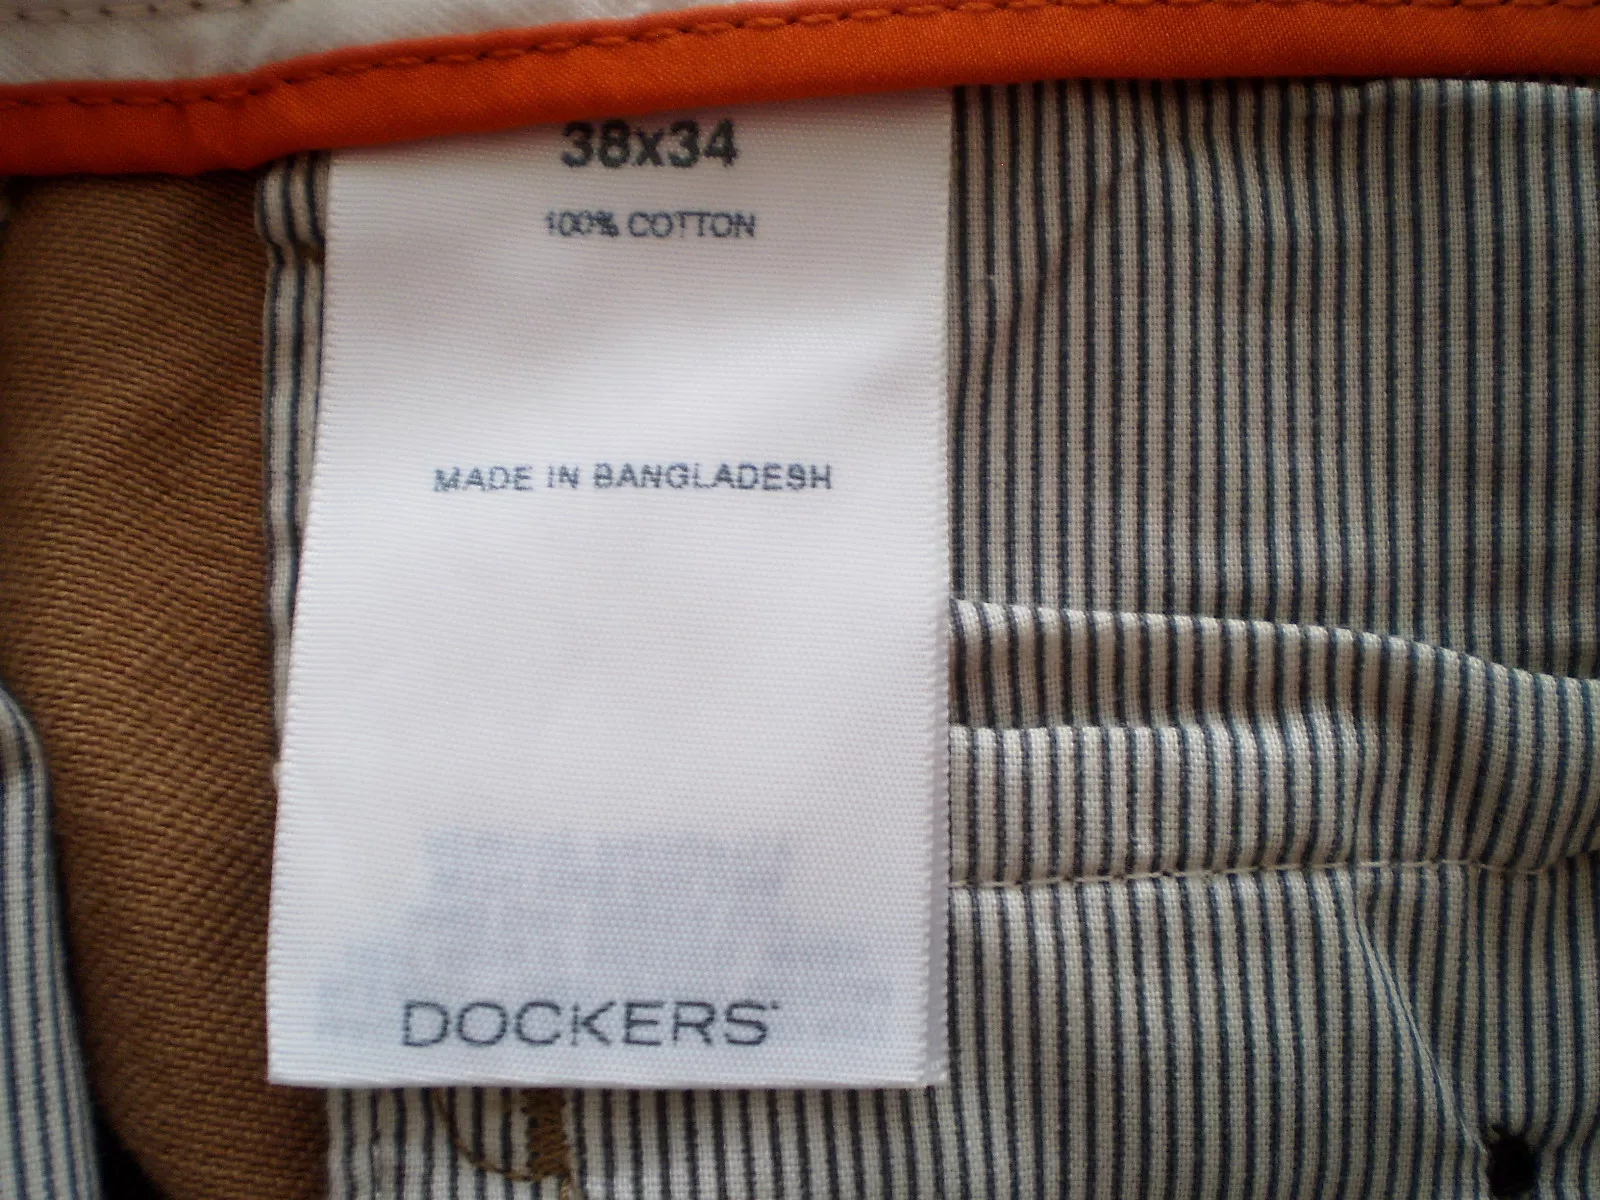 38x34
100% COTTON
MADE IN BANGLADESH
DOCKERS